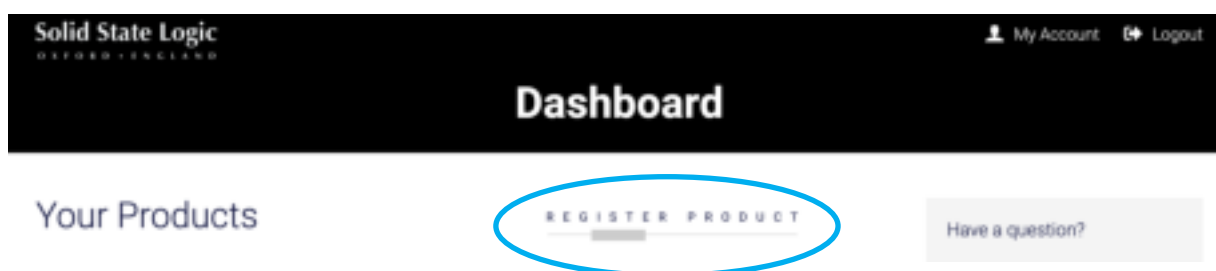 Solid State Logic
OXFORD • ENGLAND
My Account
Logout
Dashboard
Your Products
REGISTER PRODUCT
Have a question?